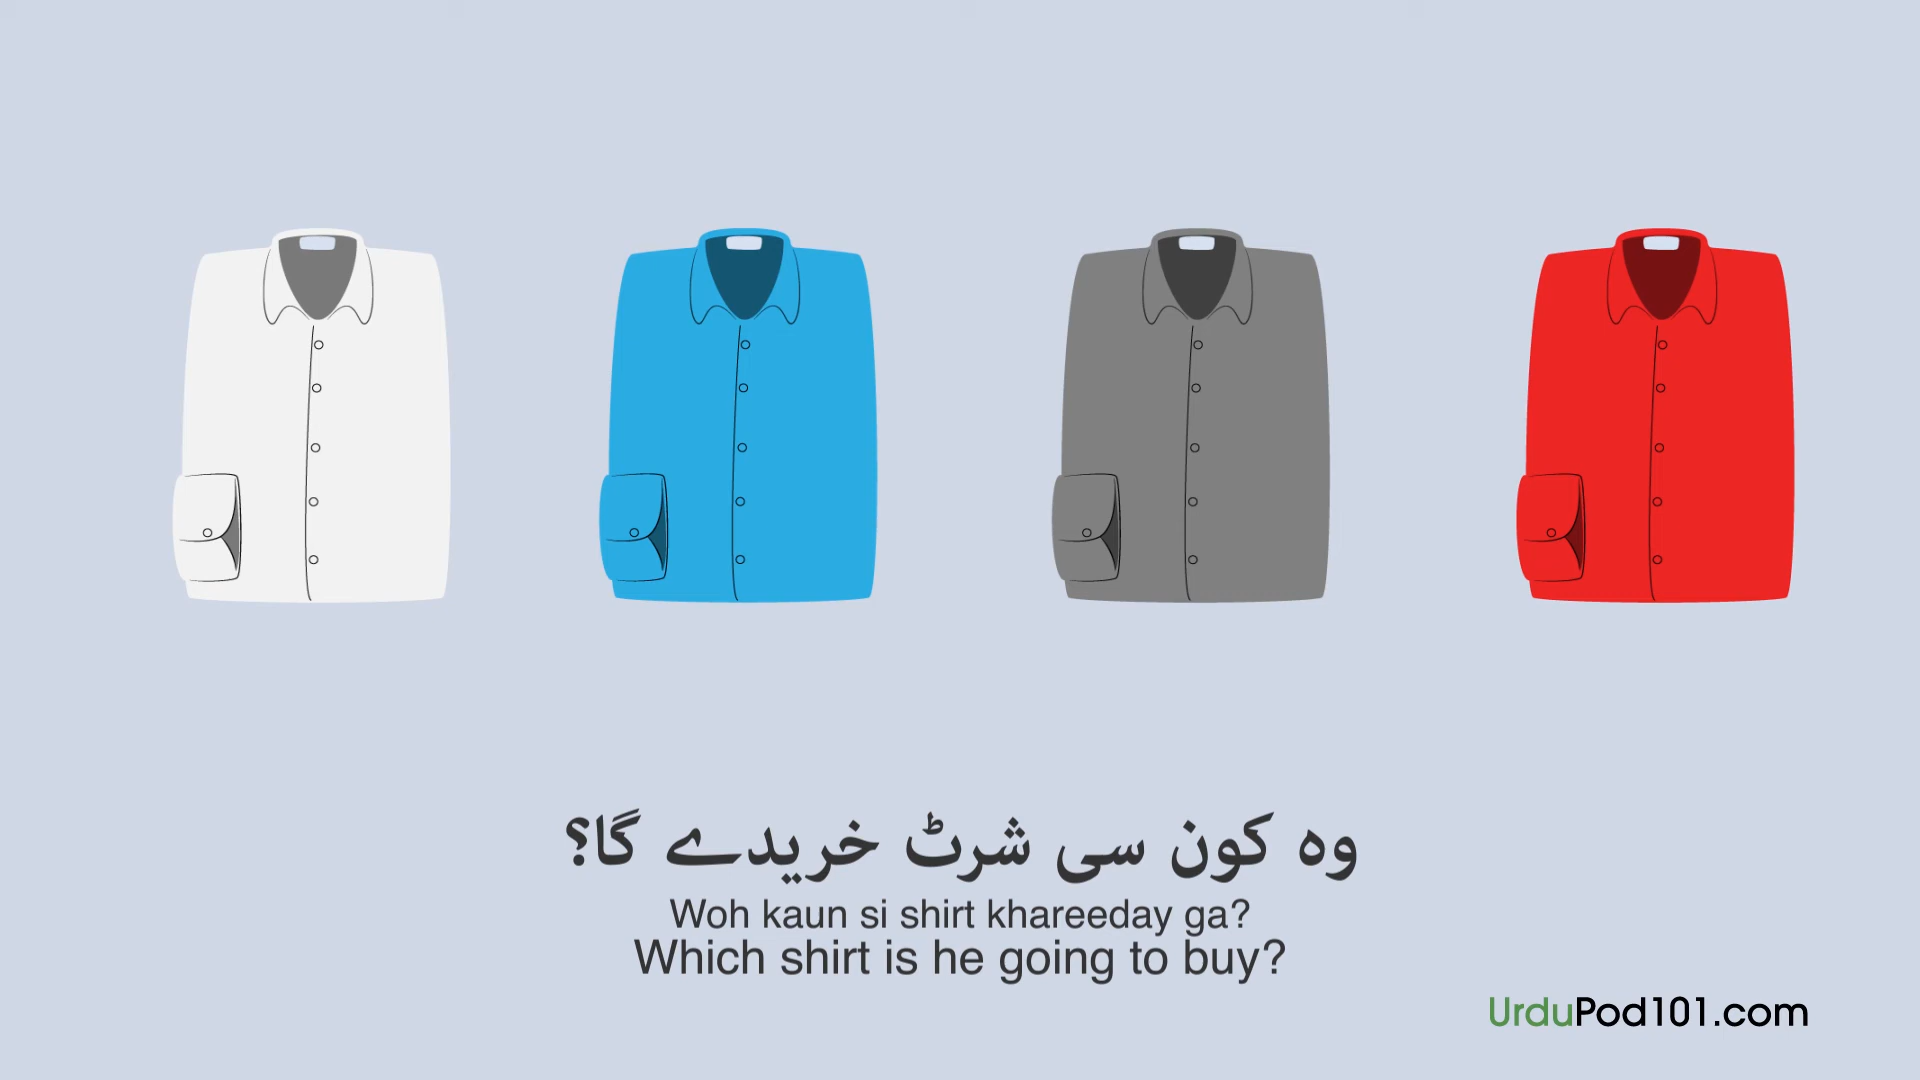 وہ کون سی شرٹ خریدے گا؟
Woh kaun si shirt khareeday ga?
Which shirt is he going to buy?
UrduPod101.com